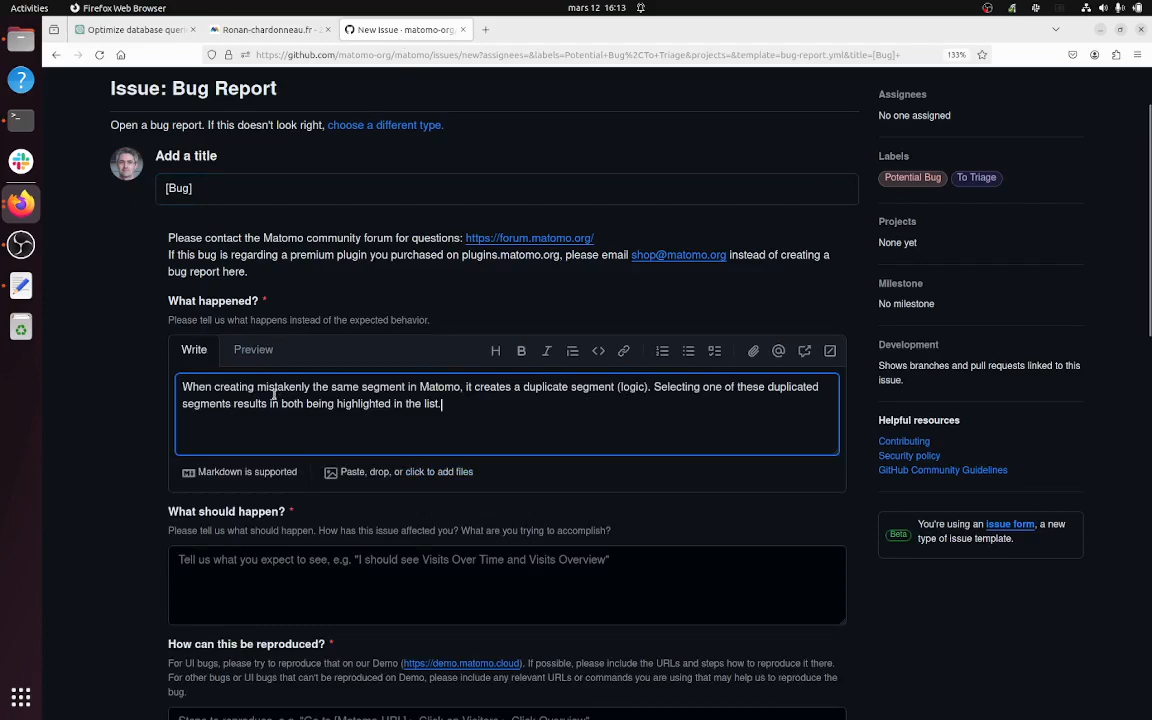 Activities
Firefox Web Browser
mars 12 16:13
Optimize database queri
Ronan-chardonneau.fr - 2
New Issue · matomo-org,
https://github.com/matomo-org/matomo/issues/new?assignees=&labels=Potential+Bug%2CTo+Triage&projects=&template=bug-report.yml&title=[Bug]+
133%
Issue: Bug Report
Open a bug report. If this doesn't look right, choose a different type.
Add a title
[Bug]
Please contact the Matomo community forum for questions: https://forum.matomo.org/
If this bug is regarding a premium plugin you purchased on plugins.matomo.org, please email shop@matomo.org instead of creating a
bug report here.
What happened? *
Please tell us what happens instead of the expected behavior.
Write
Preview
When creating mistakenly the same segment in Matomo, it creates a duplicate segment (logic). Selecting one of these duplicated
segments results in both being highlighted in the list.
Markdown is supported
Paste, drop, or click to add files
What should happen? *
Please tell us what should happen. How has this issue affected you? What are you trying to accomplish?
Tell us what you expect to see, e.g. "I should see Visits Over Time and Visits Overview"
How can this be reproduced? *
For UI bugs, please try to reproduce that on our Demo (https://demo.matomo.cloud). If possible, please include the URLs and steps how to reproduce it there.
For other bugs or UI bugs that can't be reproduced on Demo, please include any relevant URLs or commands you are using that may help us to reproduce the
bug.
Steps to reproduce, e.g. "Go to [Matomo URL] > Click on Visitors > Click Overview"
Assignees
No one assigned
Labels
Potential Bug
To Triage
Projects
None yet
Milestone
No milestone
Development
Shows branches and pull requests linked to this
issue.
Helpful resources
Contributing
Security policy
GitHub Community Guidelines
Beta
You're using an issue form, a new
type of issue template.